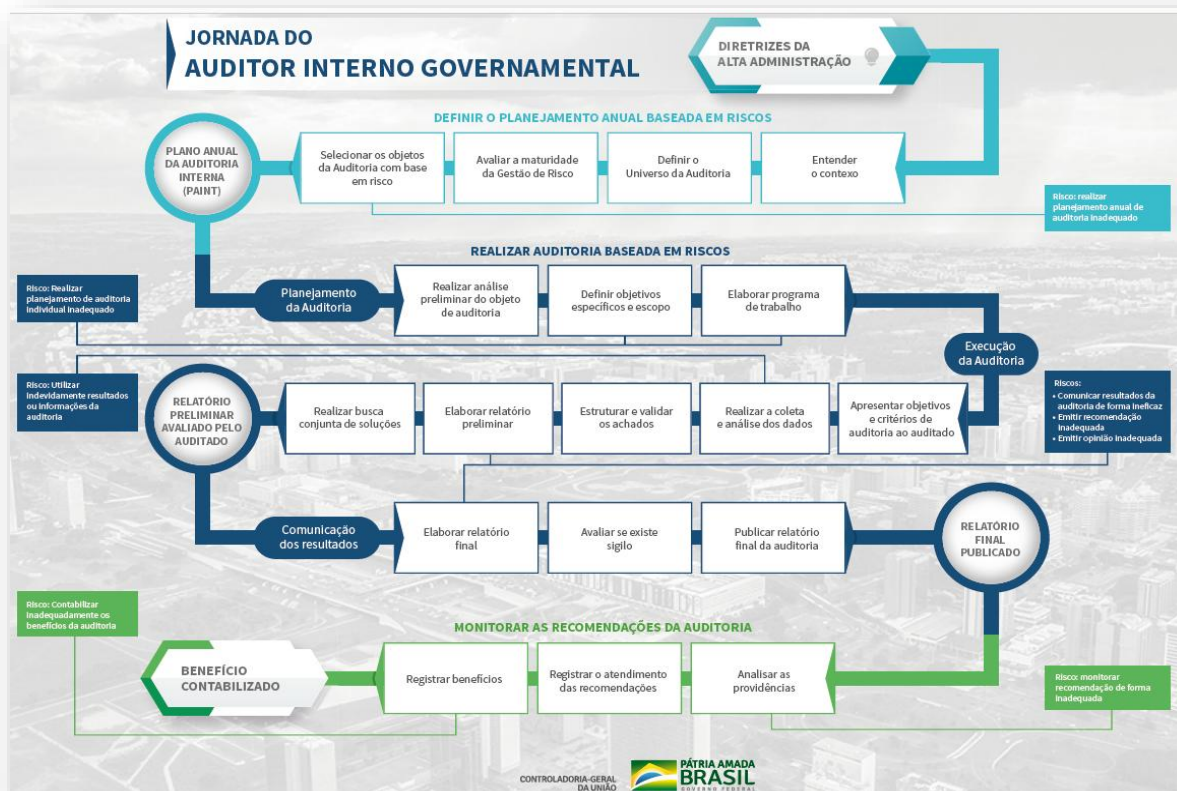 JORNADA DO
AUDITOR INTERNO GOVERNAMENTAL
DIRETRIZES DA
ALTA ADMINISTRAÇÃO
DEFINIR O PLANEJAMENTO ANUAL BASEADA EM RISCOS
PLANO ANUAL
DA AUDITORIA
INTERNA
(PAINT)
Selecionar os objetos
da Auditoria com base
em risco
Avaliar a maturidade
da Gestão de Risco
Definir o
Universo da Auditoria
Entender
o contexo
Risco: realizar
planejamento anual de
auditoria inadequado
REALIZAR AUDITORIA BASEADA EM RISCOS
Risco: Realizar
planejamento de auditoria
individual inadequado
Planejamento
da Auditoria
Realizar análise
preliminar do objeto
de auditoria
Definir objetivos
específicos e escopo
Elaborar programa
de trabalho
Execução
da Auditoria
Risco: Utilizar
indevidamente resultados
ou informações da
auditoria
RELATÓRIO
PRELIMINAR
AVALIADO PELO
AUDITADO
Realizar busca
conjunta de soluções
Elaborar relatório
preliminar
Estruturar e validar
os achados
Realizar a coleta
e análise dos dados
Apresentar objetivos
e critérios de
auditoria ao auditado
Riscos:
• Comunicar resultados da
auditoria de forma ineficaz
• Emitir recomendação
inadequada
• Emitir opinião inadequada
Comunicação
dos resultados
Elaborar relatório
final
Avaliar se existe
sigilo
Publicar relatório
final da auditoria
RELATÓRIO
FINAL
PUBLICADO
Risco: Contabilizar
inadequadamente os
benefícios da auditoria
MONITORAR AS RECOMENDAÇÕES DA AUDITORIA
BENEFÍCIO
CONTABILIZADO
Registrar benefícios
Registrar o atendimento
das recomendações
Analisar as
providências
Risco: monitorar
recomendação de forma
inadequada
CONTROLADORIA-GERAL
DA UNIÃO
PÁTRIA AMADA
BRASIL
GOVERNO FEDERAL